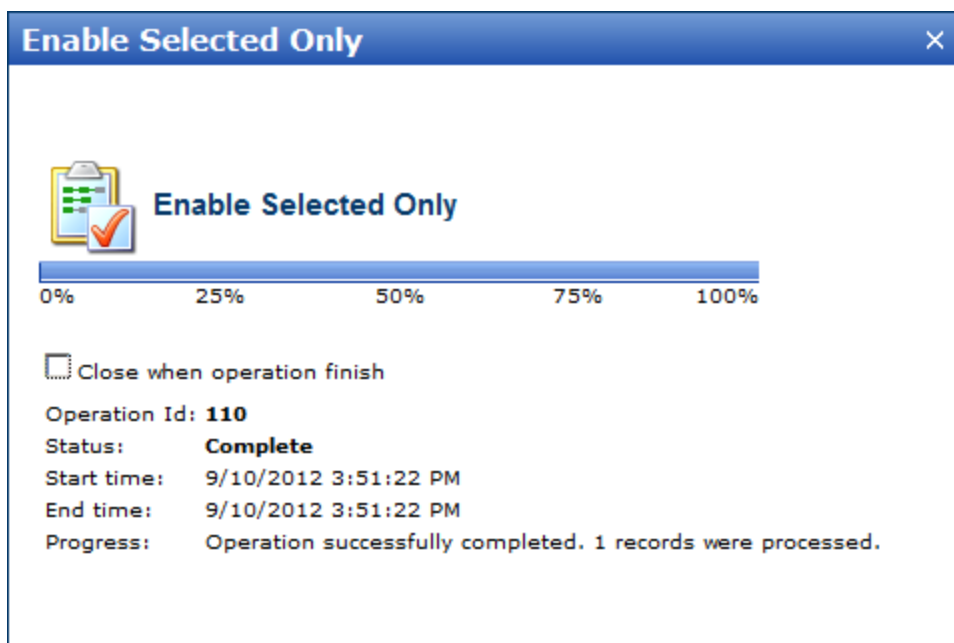 Enable Selected Only
Enable Selected Only
0% 25% 50% 75% 100%
Close when operation finish
Operation Id: 110
Status: Complete
Start time: 9/10/2012 3:51:22 PM
End time: 9/10/2012 3:51:22 PM
Progress: Operation successfully completed. 1 records were processed.